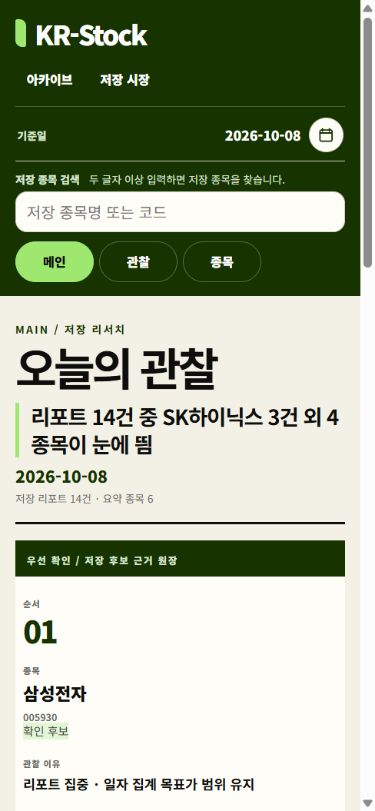 KR-Stock
아카이브 저장 시장
기준일 2026-10-08
저장 종목 검색 두 글자 이상 입력하면 저장 종목을 찾습니다.
저장 종목명 또는 코드
메인 관찰 종목
MAIN / 저장 리서치
오늘의 관찰
리포트 14건 중 SK하이닉스 3건 외 4
종목이 눈에 띔
2026-10-08
저장 리포트 14건 · 요약 종목 6
우선 확인 / 저장 후보 근거 원장
순서
01
종목
삼성전자
005930
확인 후보
관찰 이유
리포트 집중 · 일자 집계 목표가 범위 유지